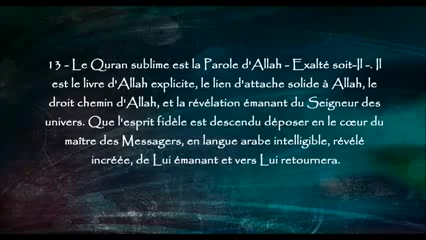 13 - Le Quran sublime est la Parole d'Allah - Exalté soit-Il -. Il
est le livre d'Allah explicite, le lien d'attache solide à Allah, le
droit chemin d'Allah, et la révélation émanant du Seigneur des
univers. Que l'esprit fidèle est descendu déposer en le cœur du
maître des Messagers, en langue arabe intelligible, révélé
incréée, de Lui émanant et vers Lui retournera.